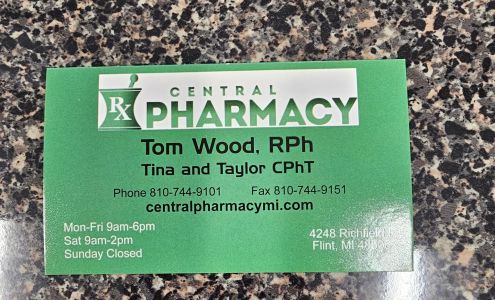 Rx
CENTRAL
PHARMACY
Tom Wood, RPh
Tina and Taylor CPhT
Phone 810-744-9101 Fax 810-744-9151
centralpharmacymi.com
Mon-Fri 9am-6pm
Sat 9am-2pm
Sunday Closed
4248 Richfield
Flint, MI